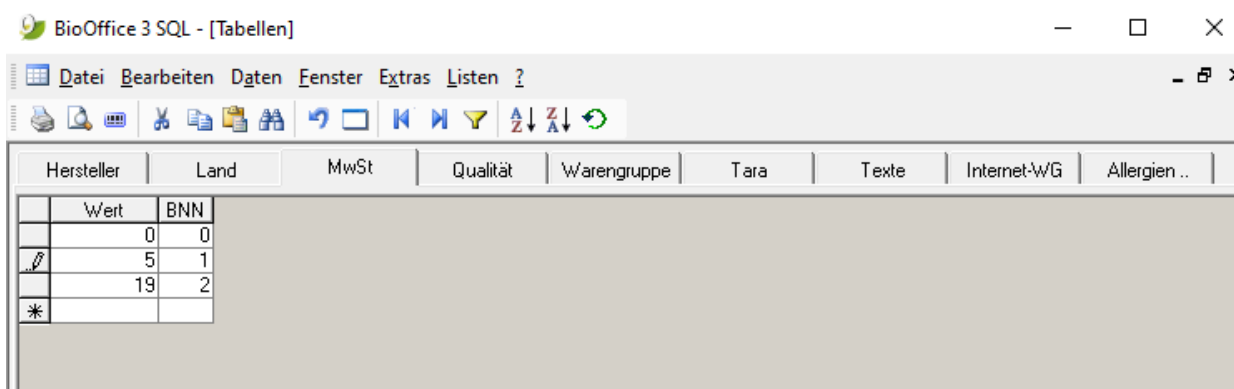 BioOffice 3 SQL - [Tabellen]
Datei Bearbeiten Daten Fenster Extras Listen ?
Hersteller Land MwSt Qualität Warengruppe Tara Texte Internet-WG Allergien ..
Wert BNN
0 0
5 1
19 2